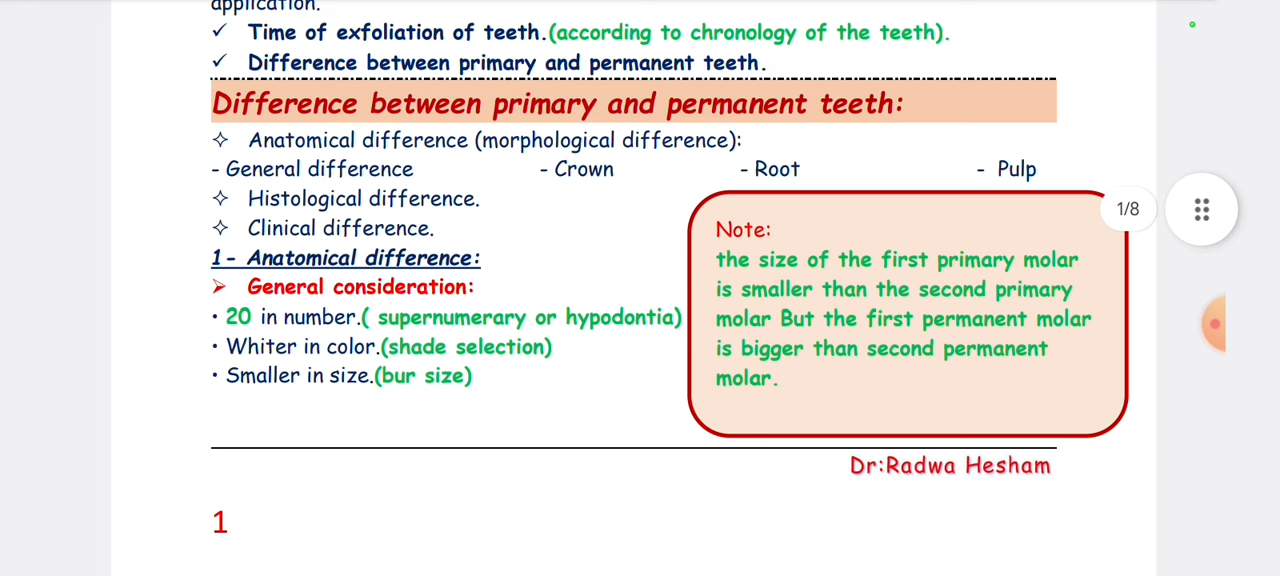 application.
✓ Time of exfoliation of teeth.(according to chronology of the teeth).
✓ Difference between primary and permanent teeth.
Difference between primary and permanent teeth:
✧ Anatomical difference (morphological difference):
- General difference - Crown - Root - Pulp
✧ Histological difference.
✧ Clinical difference.
1- Anatomical difference:
➢ General consideration:
• 20 in number.( supernumerary or hypodontia)
• Whiter in color.(shade selection)
• Smaller in size.(bur size)
1/8
Note:
the size of the first primary molar
is smaller than the second primary
molar But the first permanent molar
is bigger than second permanent
molar.
Dr:Radwa Hesham
1